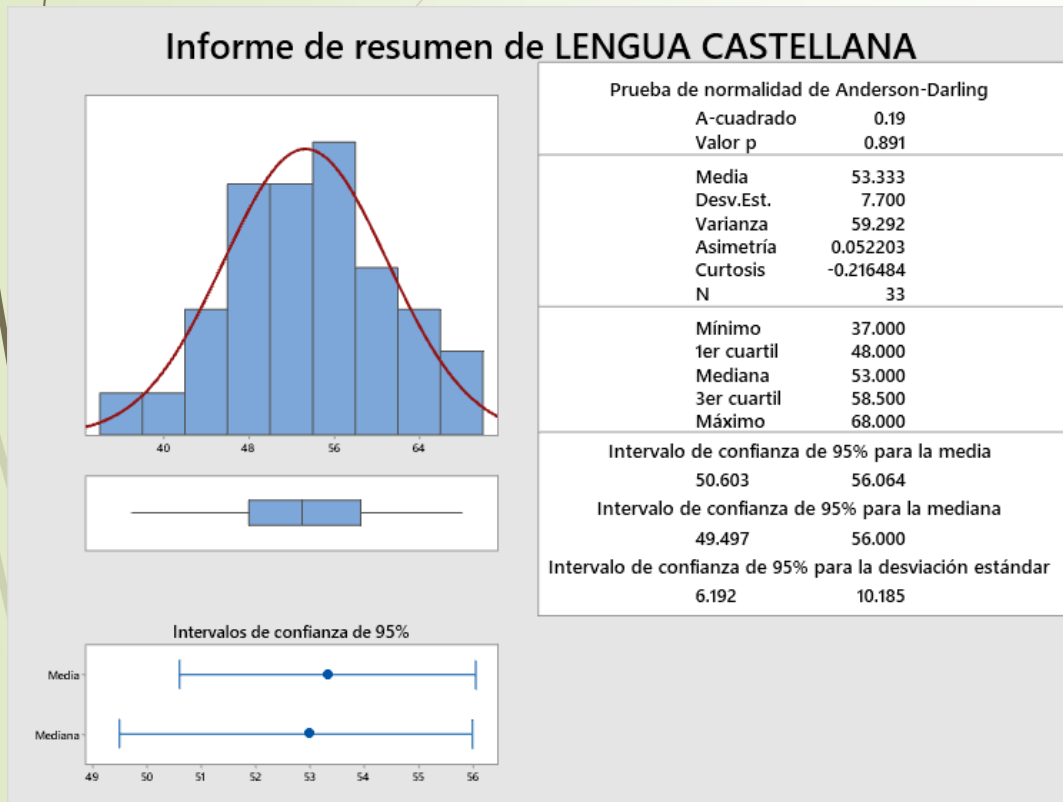 Informe de resumen de LENGUA CASTELLANA
Prueba de normalidad de Anderson-Darling
A-cuadrado 0.19
Valor p 0.891
Media 53.333
Desv.Est. 7.700
Varianza 59.292
Asimetría 0.052203
Curtosis -0.216484
N 33
Mínimo 37.000
1er cuartil 48.000
Mediana 53.000
3er cuartil 58.500
Máximo 68.000
Intervalo de confianza de 95% para la media
50.603 56.064
Intervalo de confianza de 95% para la mediana
49.497 56.000
Intervalo de confianza de 95% para la desviación estándar
6.192 10.185
40 48 56 64
Intervalos de confianza de 95%
Media
Mediana
49 50 51 52 53 54 55 56